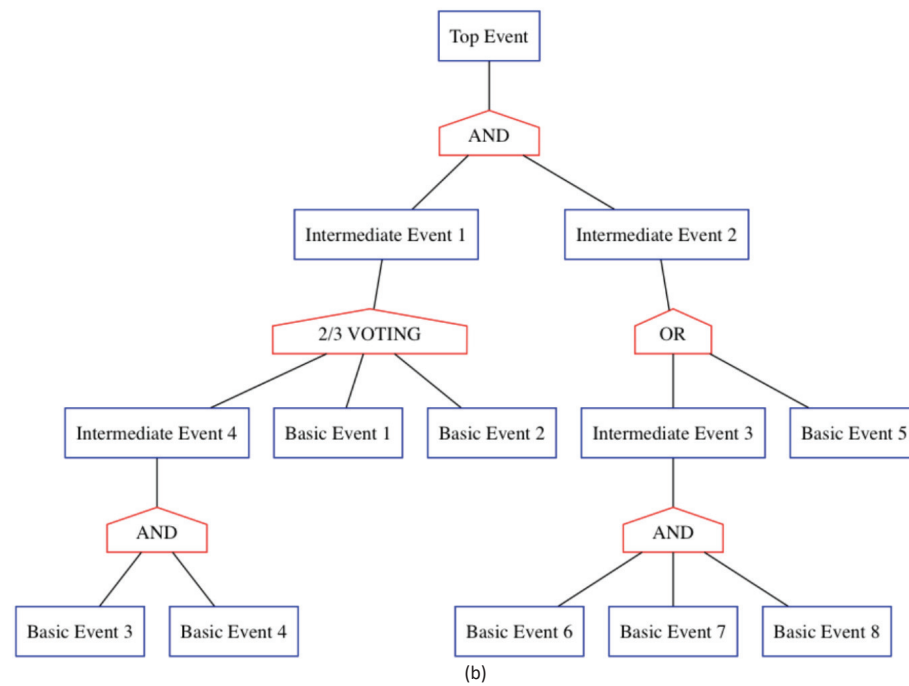 Top Event
AND
Intermediate Event 1
Intermediate Event 2
2/3 VOTING
OR
Intermediate Event 4
Basic Event 1
Basic Event 2
Intermediate Event 3
Basic Event 5
AND
AND
Basic Event 3
Basic Event 4
Basic Event 6
Basic Event 7
Basic Event 8
(b)